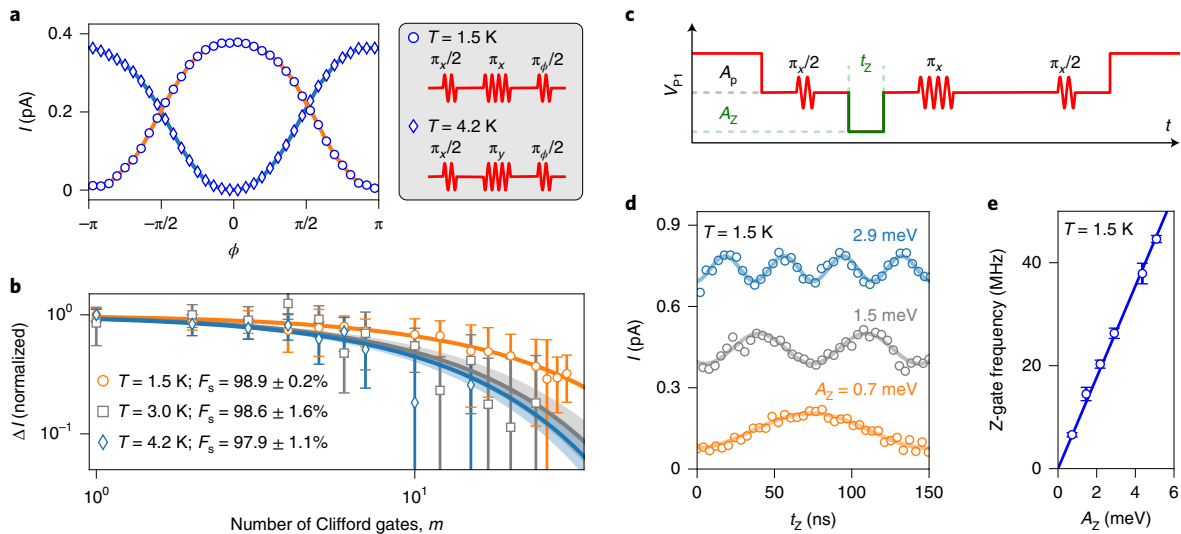 a
I (pA)
0.4
0.2
0
−π
−π/2
0
π/2
π
ϕ
T = 1.5 K
πx/2
πx
πϕ/2
T = 4.2 K
πx/2
πy
πϕ/2
b
ΔI (normalized)
10⁰
10⁻¹
T = 1.5 K; Fs = 98.9 ± 0.2%
T = 3.0 K; Fs = 98.6 ± 1.6%
T = 4.2 K; Fs = 97.9 ± 1.1%
10⁰
10¹
Number of Clifford gates, m
c
VP1
Ap
AZ
πx/2
tZ
πx
πx/2
t
d
I (pA)
0.9
0.6
0.3
0
T = 1.5 K
2.9 meV
1.5 meV
AZ = 0.7 meV
0
50
100
150
tZ (ns)
e
Z-gate frequency (MHz)
40
20
0
T = 1.5 K
0
2
4
6
AZ (meV)